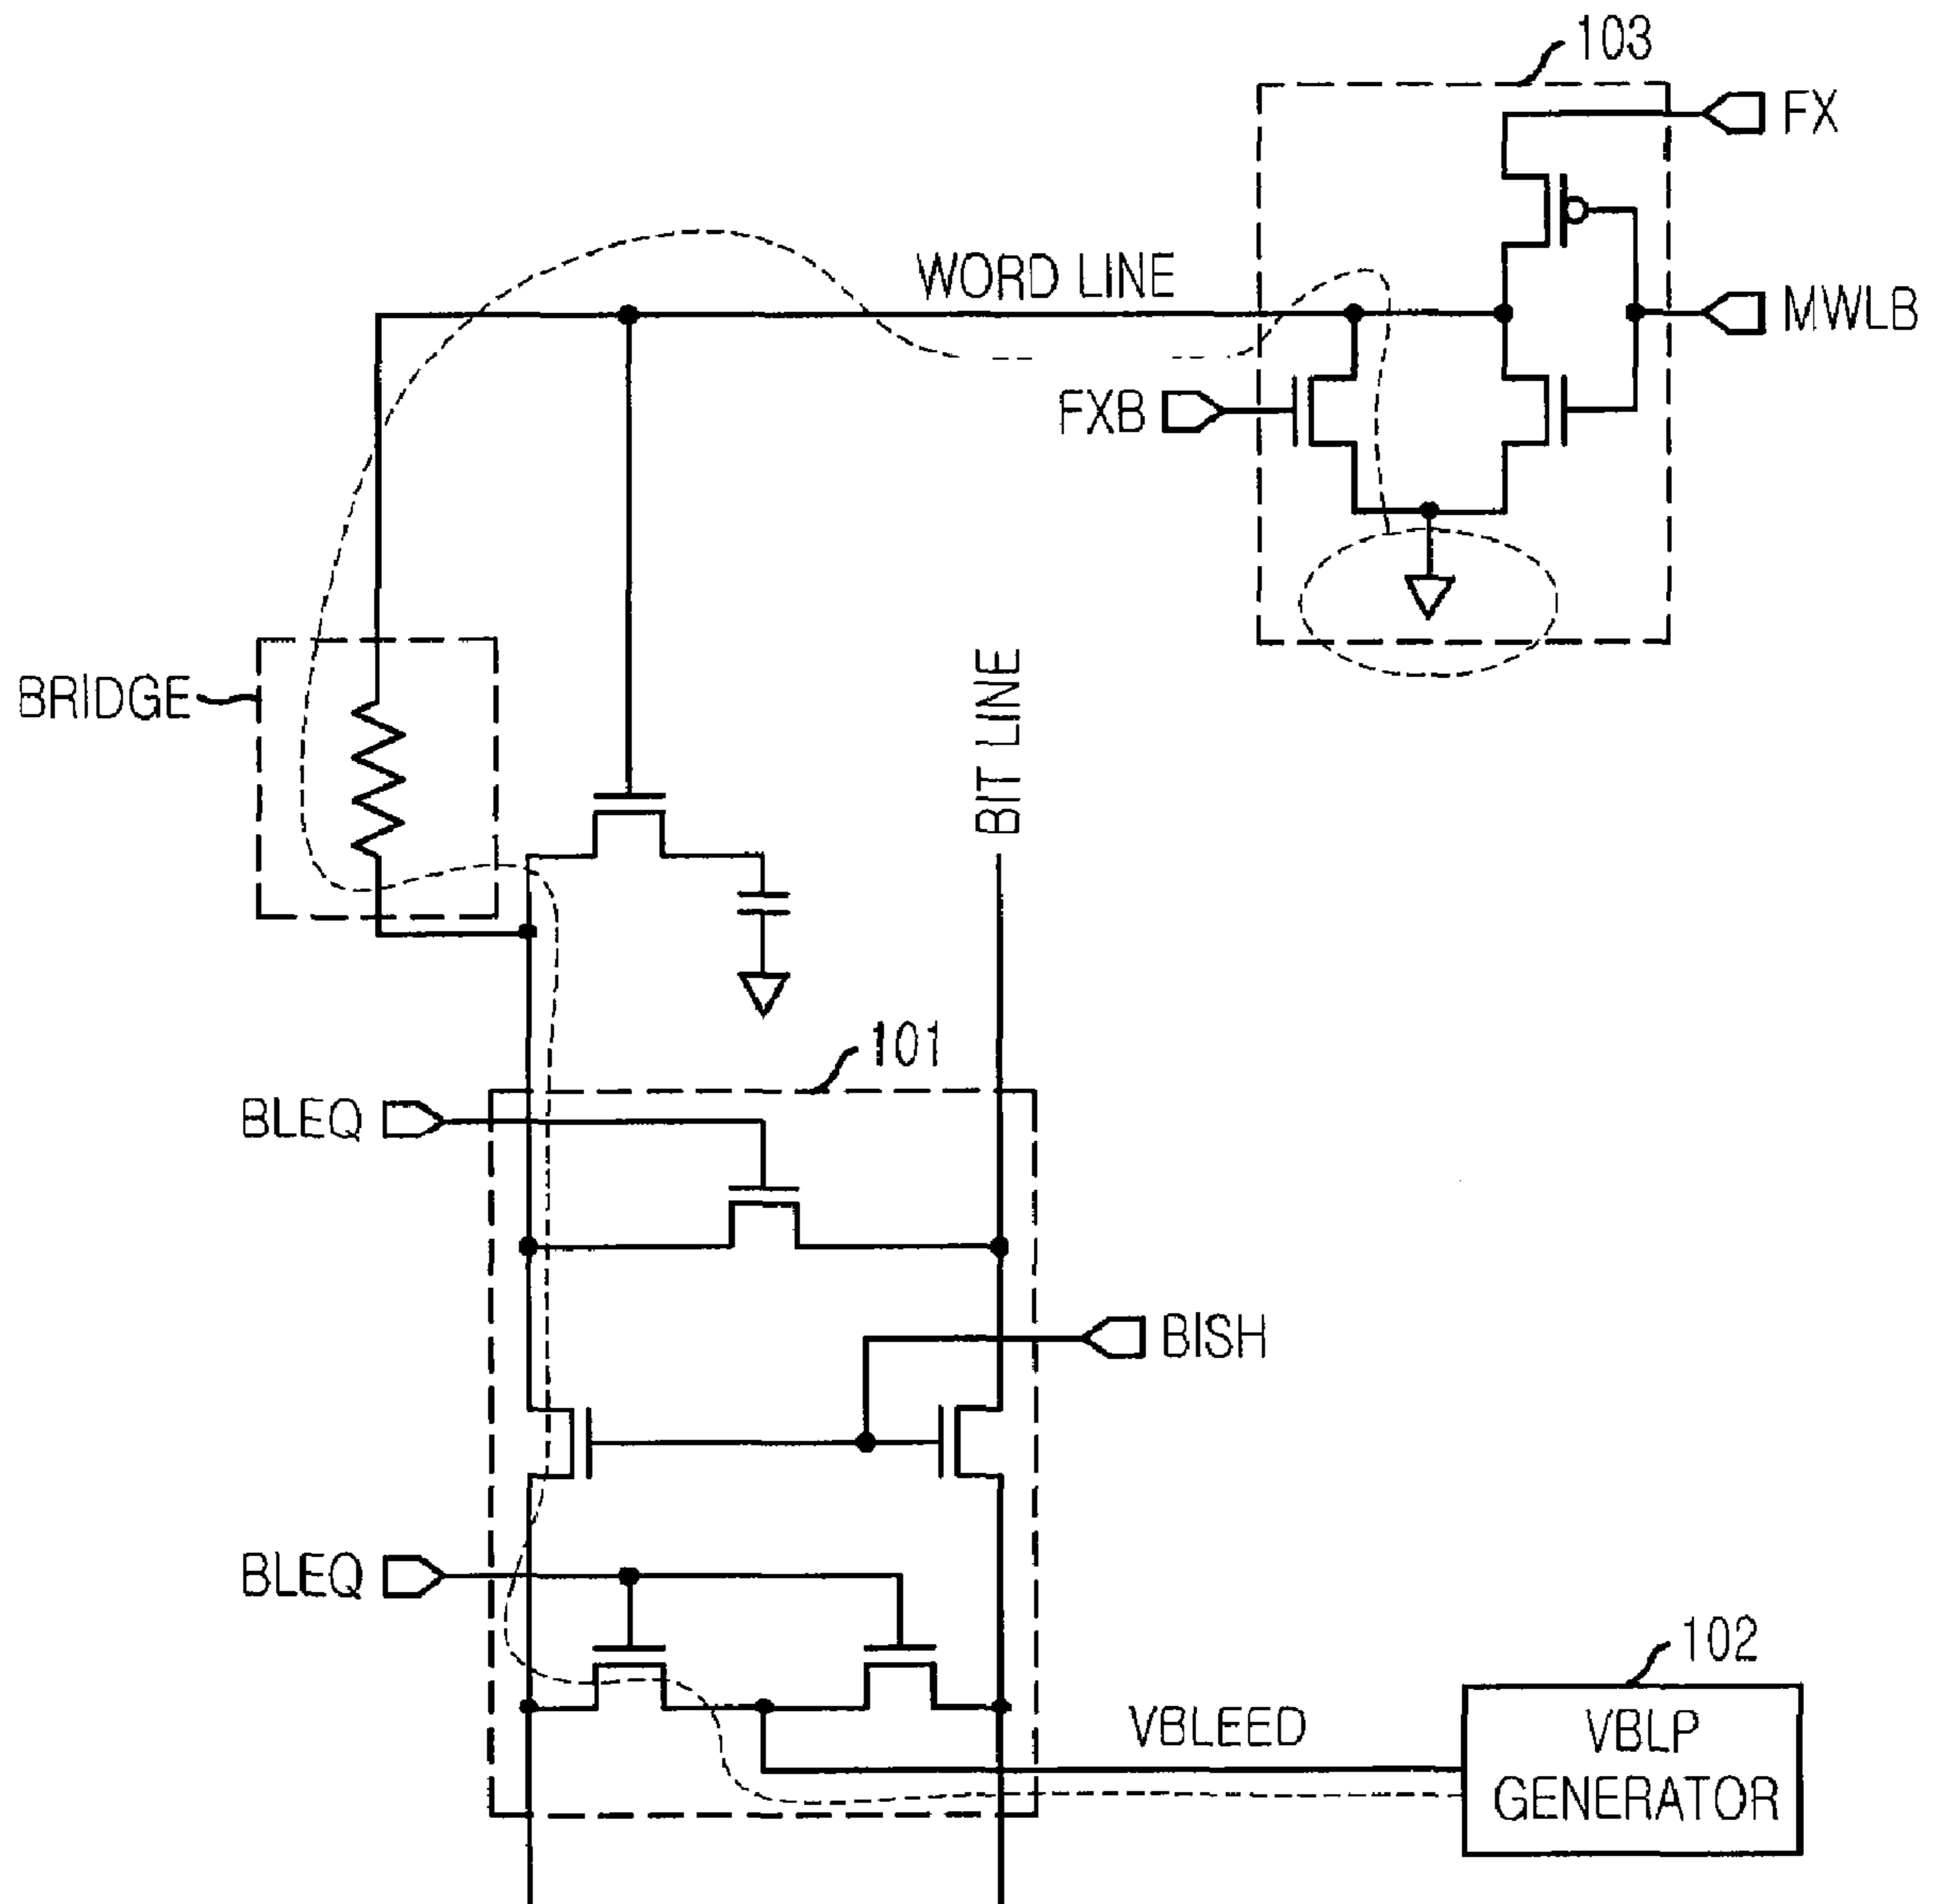 103
FX
WORD LINE
MWLB
FXB
BRIDGE
BIT LINE
101
BLEQ
BISH
BLEQ
102
VBLEED
VBLP
GENERATOR